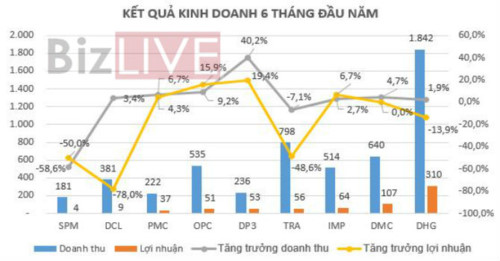 KẾT QUẢ KINH DOANH 6 THÁNG ĐẦU NĂM
BizLIVE
2.000
1.800
1.600
1.400
1.200
1.000
800
600
400
200
-
60,0%
40,0%
20,0%
0,0%
-20,0%
-40,0%
-60,0%
-80,0%
-100,0%
-58,6% -50,0% 181 4
3,4% 381 -78,0% 9
6,7% 4,3% 222 37
15,9% 9,2% 535 51
40,2% 19,4% 236 53
-7,1% 798 -48,6% 56
6,7% 2,7% 514 64
4,7% 0,0% 640 107
1.842 1,9% -13,9% 310
SPM DCL PMC OPC DP3 TRA IMP DMC DHG
Doanh thu Lợi nhuận Tăng trưởng doanh thu Tăng trưởng lợi nhuận